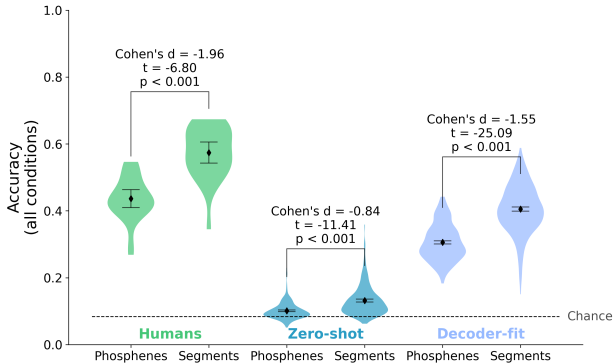 Accuracy
(all conditions)
1.0
0.8
0.6
0.4
0.2
0.0
Cohen's d = -1.96
t = -6.80
p < 0.001
Cohen's d = -0.84
t = -11.41
p < 0.001
Cohen's d = -1.55
t = -25.09
p < 0.001
Chance
Humans
Zero-shot
Decoder-fit
Phosphenes Segments Phosphenes Segments Phosphenes Segments